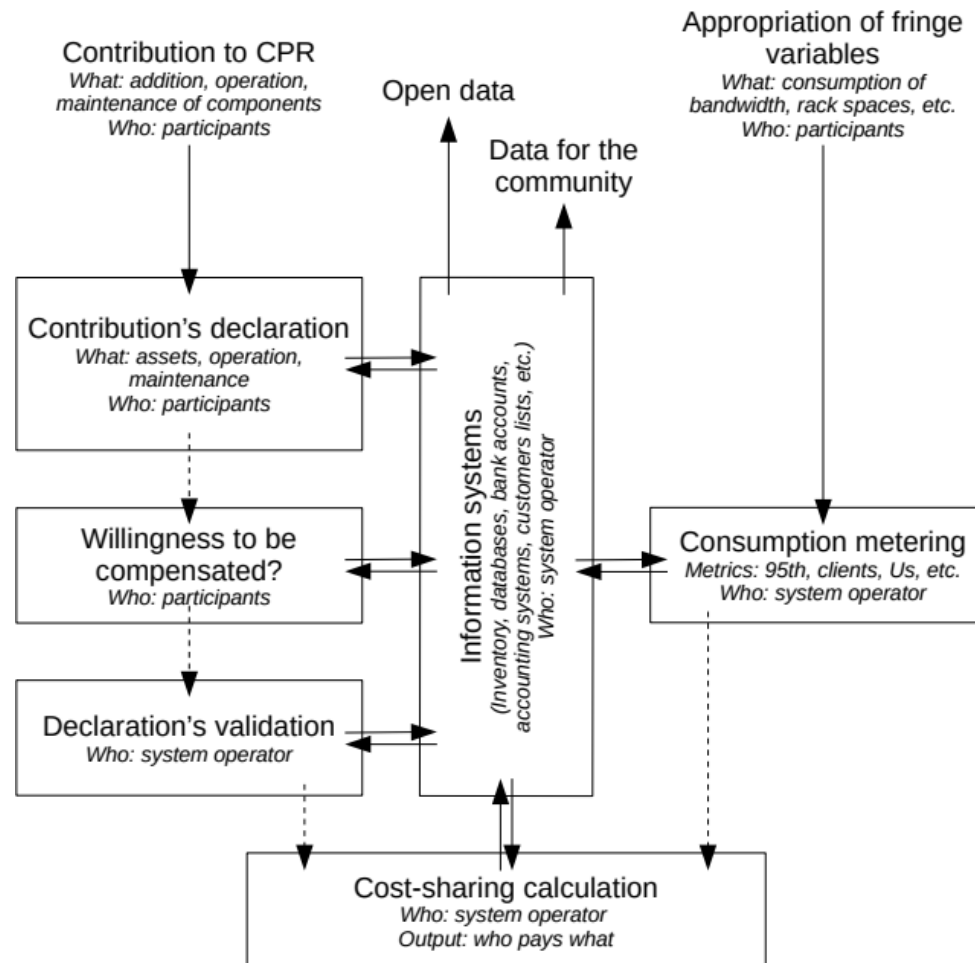 Contribution to CPR
What: addition, operation,
maintenance of components
Who: participants
Open data
Data for the
community
Appropriation of fringe
variables
What: consumption of
bandwidth, rack spaces, etc.
Who: participants
Contribution's declaration
What: assets, operation,
maintenance
Who: participants
Willingness to be
compensated?
Who: participants
Declaration's validation
Who: system operator
Information systems
(Inventory, databases, bank accounts,
accounting systems, customers lists, etc.)
Who: system operator
Consumption metering
Metrics: 95th, clients, Us, etc.
Who: system operator
Cost-sharing calculation
Who: system operator
Output: who pays what